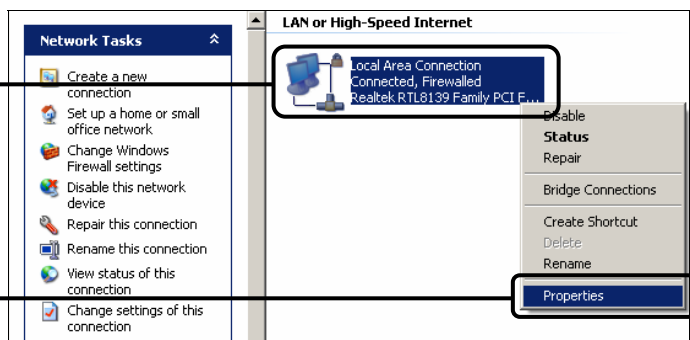 Network Tasks
Create a new
connection
Set up a home or small
office network
Change Windows
Firewall settings
Disable this network
device
Repair this connection
Rename this connection
View status of this
connection
Change settings of this
connection
LAN or High-Speed Internet
Local Area Connection
Connected, Firewalled
Realtek RTL8139 Family PCI F...
Disable
Status
Repair
Bridge Connections
Create Shortcut
Delete
Rename
Properties